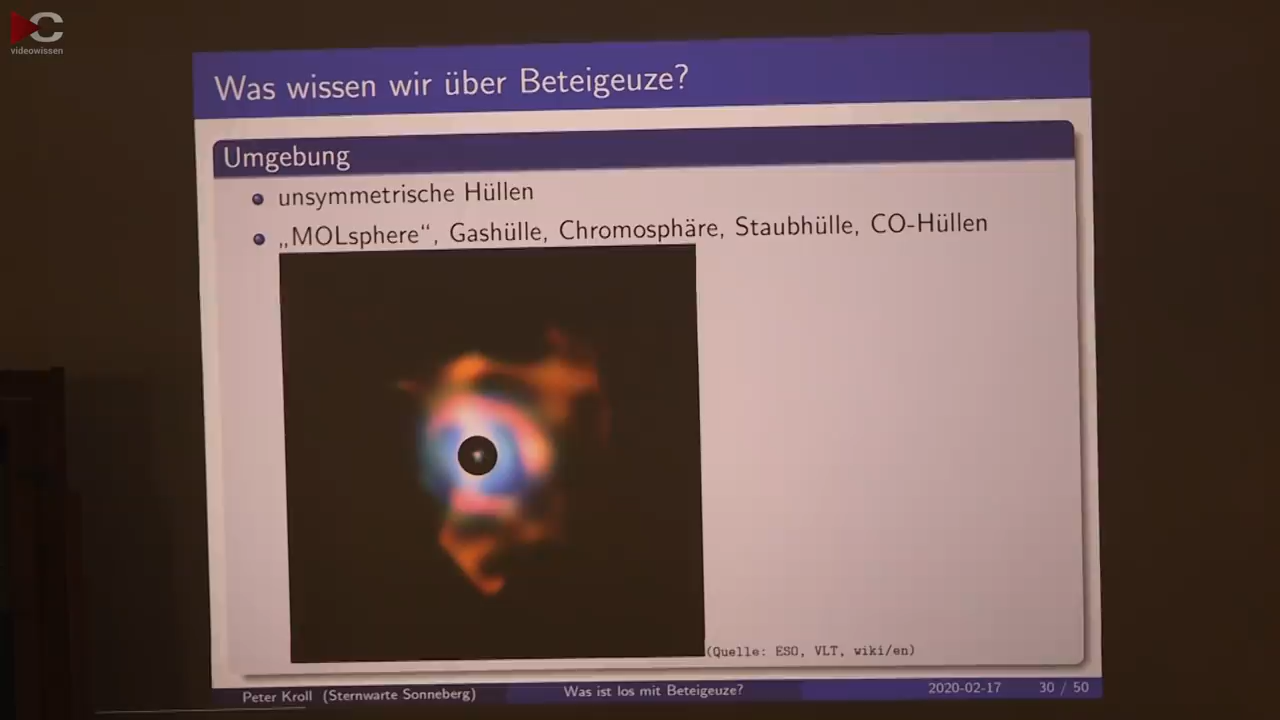 videowissen
Was wissen wir über Beteigeuze?
Umgebung
unsymmetrische Hüllen
„MOLsphere“, Gashülle, Chromosphäre, Staubhülle, CO-Hüllen
(Quelle: ESO, VLT, wiki/en)
Peter Kroll (Sternwarte Sonneberg) Was ist los mit Beteigeuze? 2020-02-17 30 / 50